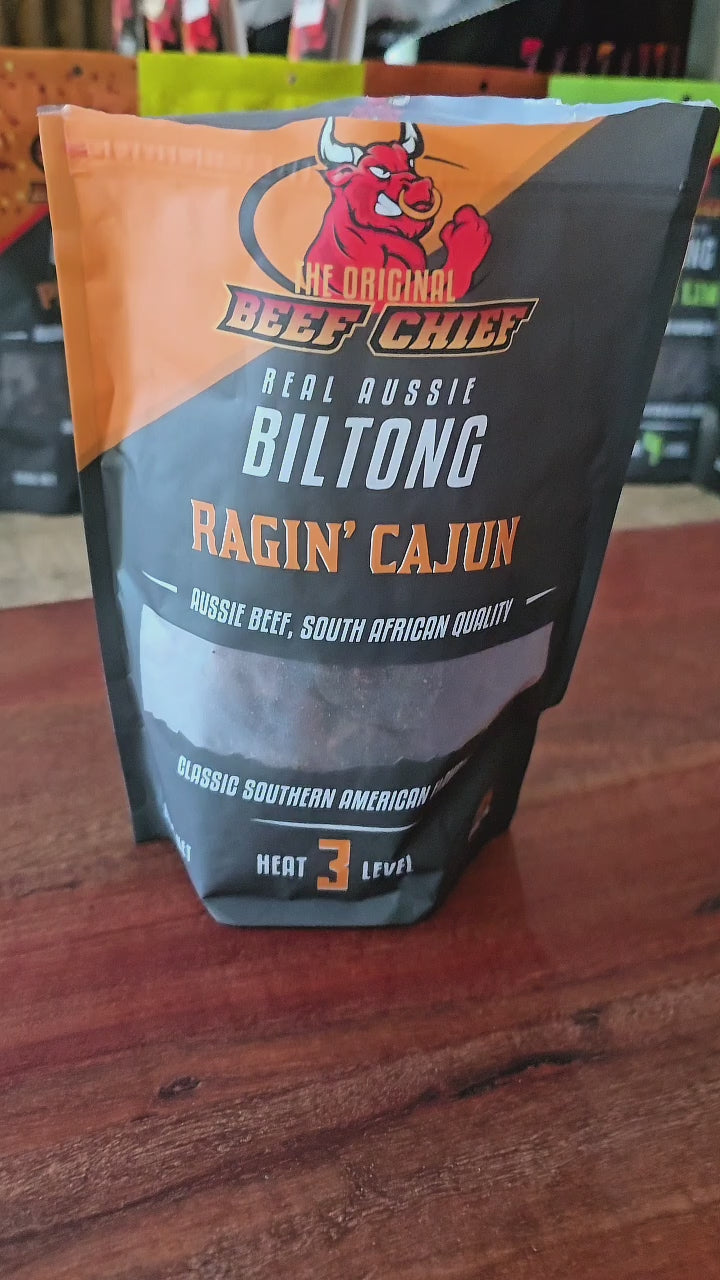 THE ORIGINAL
BEEF CHIEF
REAL AUSSIE
BILTONG
RAGIN' CAJUN
AUSSIE BEEF, SOUTH AFRICAN QUALITY
CLASSIC SOUTHERN AMERICAN
HEAT 3 LEVEL